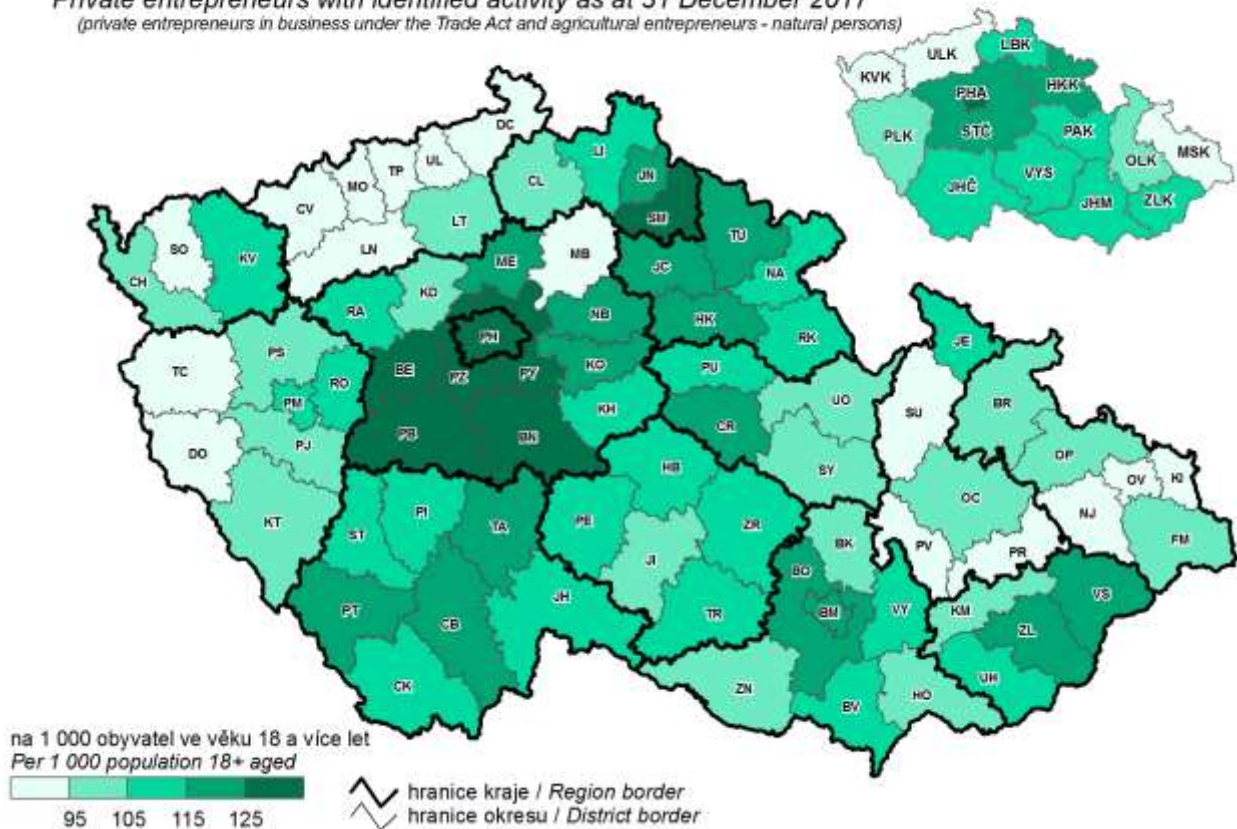 Private entrepreneurs with identified activity as at 31 December 2017
(private entrepreneurs in business under the Trade Act and agricultural entrepreneurs - natural persons)
ULK LBK
KVK
PHA HKK
STČ
PLK PAK
OLK MSK
JHČ VYS
JHM ZLK
DC
UL
TP LI
MO CL JN
CV
LT SM
SO LN TU
KV ME MB
CH JC NA
KD
RA NB
HK
PH RK
JE
PS BE PZ PY KO PU
TC RO
PM KH UO SU BR
PB BN CR
PJ OP
DO HB SY OV KI
OC
KT PI TA NJ
ST PE ZR FM
PV PR
JI BK
BO
JH VS
PT CB TR BM VY KM
ZL
CK ZN UH
HO
BV
na 1 000 obyvatel ve věku 18 a více let
Per 1 000 population 18+ aged
95 105 115 125
hranice kraje / Region border
hranice okresu / District border